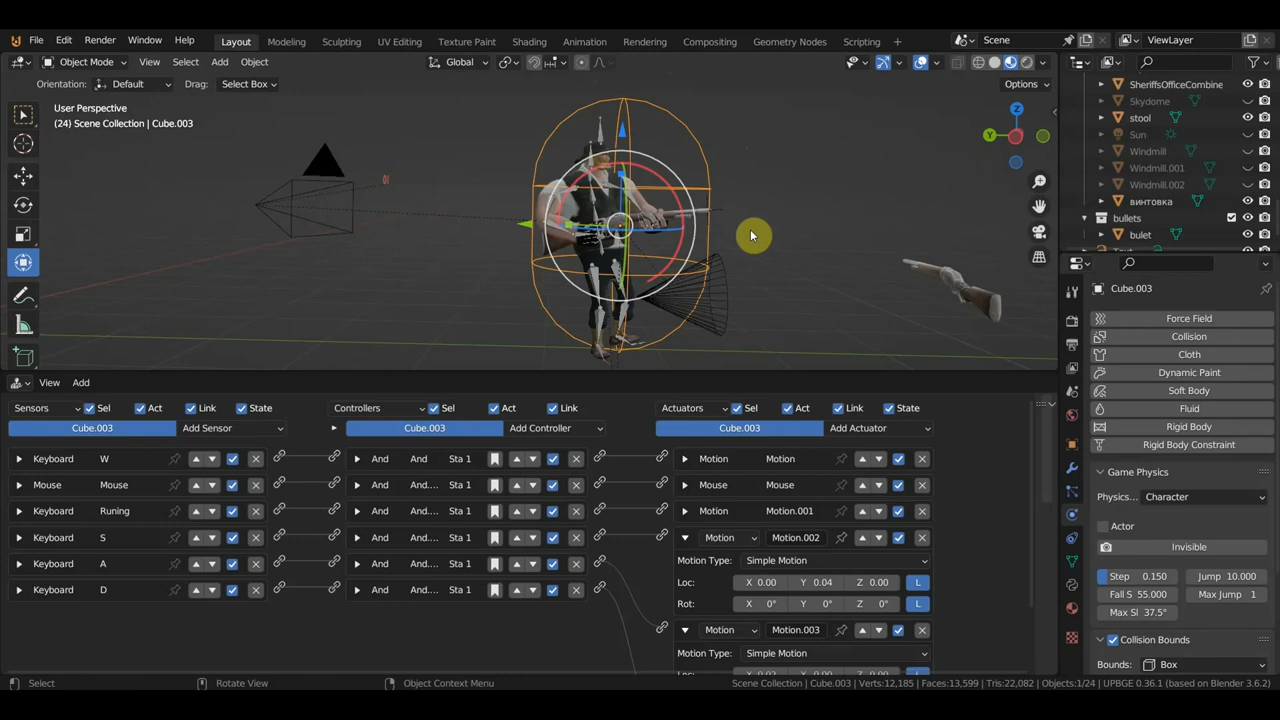 File Edit Render Window Help Layout Modeling Sculpting UV Editing Texture Paint Shading Animation Rendering Compositing Geometry Nodes Scripting + Scene ViewLayer
Object Mode View Select Add Object Global
Orientation: Default Drag: Select Box Options
User Perspective
(24) Scene Collection | Cube.003
Z
Y
SheriffsOfficeCombine
Skydome
stool
Sun
Windmill
Windmill.001
Windmill.002
винтовка
bullets
bulet
Cube.003
Force Field
Collision
Cloth
Dynamic Paint
Soft Body
Fluid
Rigid Body
Rigid Body Constraint
Game Physics
Physics... Character
Actor
Invisible
Step 0.150 Jump 10.000
Fall S 55.000 Max Jump 1
Max Sl 37.5°
Collision Bounds
Bounds: Box
View Add
Sensors Sel Act Link State Controllers Sel Act Link Actuators Sel Act Link State
Cube.003 Add Sensor Cube.003 Add Controller Cube.003 Add Actuator
Keyboard W And And Sta 1 Motion Motion
Mouse Mouse And And.... Sta 1 Mouse Mouse
Keyboard Runing And And.... Sta 1 Motion Motion.001
Keyboard S And And.... Sta 1 Motion Motion.002
Motion Type: Simple Motion
Keyboard A And And.... Sta 1
Loc: X 0.00 Y 0.04 Z 0.00 L
Keyboard D And And.... Sta 1
Rot: X 0° Y 0° Z 0° L
Motion Motion.003
Motion Type: Simple Motion
Select Rotate View Object Context Menu Scene Collection | Cube.003 | Verts:12,185 | Faces:13,599 | Tris:22,082 | Objects:1/24 | UPBGE 0.36.1 (based on Blender 3.6.2)